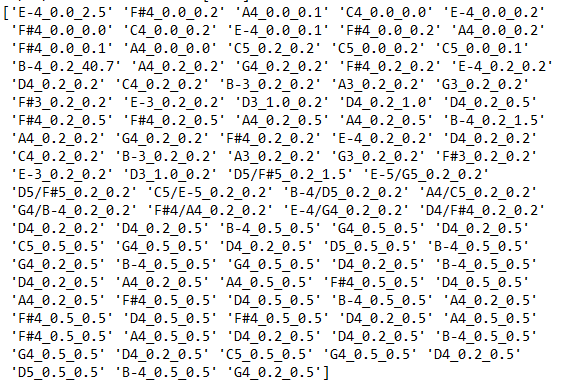 ['E-4_0.0_2.5' 'F#4_0.0_0.2' 'A4_0.0_0.1' 'C4_0.0_0.0' 'E-4_0.0_0.2'
'F#4_0.0_0.0' 'C4_0.0_0.2' 'E-4_0.0_0.1' 'F#4_0.0_0.2' 'A4_0.0_0.2'
'F#4_0.0_0.1' 'A4_0.0_0.0' 'C5_0.2_0.2' 'C5_0.0_0.2' 'C5_0.0_0.1'
'B-4_0.2_40.7' 'A4_0.2_0.2' 'G4_0.2_0.2' 'F#4_0.2_0.2' 'E-4_0.2_0.2'
'D4_0.2_0.2' 'C4_0.2_0.2' 'B-3_0.2_0.2' 'A3_0.2_0.2' 'G3_0.2_0.2'
'F#3_0.2_0.2' 'E-3_0.2_0.2' 'D3_1.0_0.2' 'D4_0.2_1.0' 'D4_0.2_0.5'
'F#4_0.2_0.5' 'F#4_0.2_0.5' 'A4_0.2_0.5' 'A4_0.2_0.5' 'B-4_0.2_1.5'
'A4_0.2_0.2' 'G4_0.2_0.2' 'F#4_0.2_0.2' 'E-4_0.2_0.2' 'D4_0.2_0.2'
'C4_0.2_0.2' 'B-3_0.2_0.2' 'A3_0.2_0.2' 'G3_0.2_0.2' 'F#3_0.2_0.2'
'E-3_0.2_0.2' 'D3_1.0_0.2' 'D5/F#5_0.2_1.5' 'E-5/G5_0.2_0.2'
'D5/F#5_0.2_0.2' 'C5/E-5_0.2_0.2' 'B-4/D5_0.2_0.2' 'A4/C5_0.2_0.2'
'G4/B-4_0.2_0.2' 'F#4/A4_0.2_0.2' 'E-4/G4_0.2_0.2' 'D4/F#4_0.2_0.2'
'D4_0.2_0.2' 'D4_0.2_0.5' 'B-4_0.5_0.5' 'G4_0.5_0.5' 'D4_0.2_0.5'
'C5_0.5_0.5' 'G4_0.5_0.5' 'D4_0.2_0.5' 'D5_0.5_0.5' 'B-4_0.5_0.5'
'G4_0.2_0.5' 'B-4_0.5_0.5' 'G4_0.5_0.5' 'D4_0.2_0.5' 'B-4_0.5_0.5'
'D4_0.2_0.5' 'A4_0.2_0.5' 'A4_0.5_0.5' 'F#4_0.5_0.5' 'D4_0.5_0.5'
'A4_0.2_0.5' 'F#4_0.5_0.5' 'D4_0.5_0.5' 'B-4_0.5_0.5' 'A4_0.2_0.5'
'F#4_0.5_0.5' 'D4_0.5_0.5' 'F#4_0.5_0.5' 'D4_0.2_0.5' 'A4_0.5_0.5'
'F#4_0.5_0.5' 'A4_0.5_0.5' 'D4_0.2_0.5' 'D4_0.2_0.5' 'B-4_0.5_0.5'
'G4_0.5_0.5' 'D4_0.2_0.5' 'C5_0.5_0.5' 'G4_0.5_0.5' 'D4_0.2_0.5'
'D5_0.5_0.5' 'B-4_0.5_0.5' 'G4_0.2_0.5']